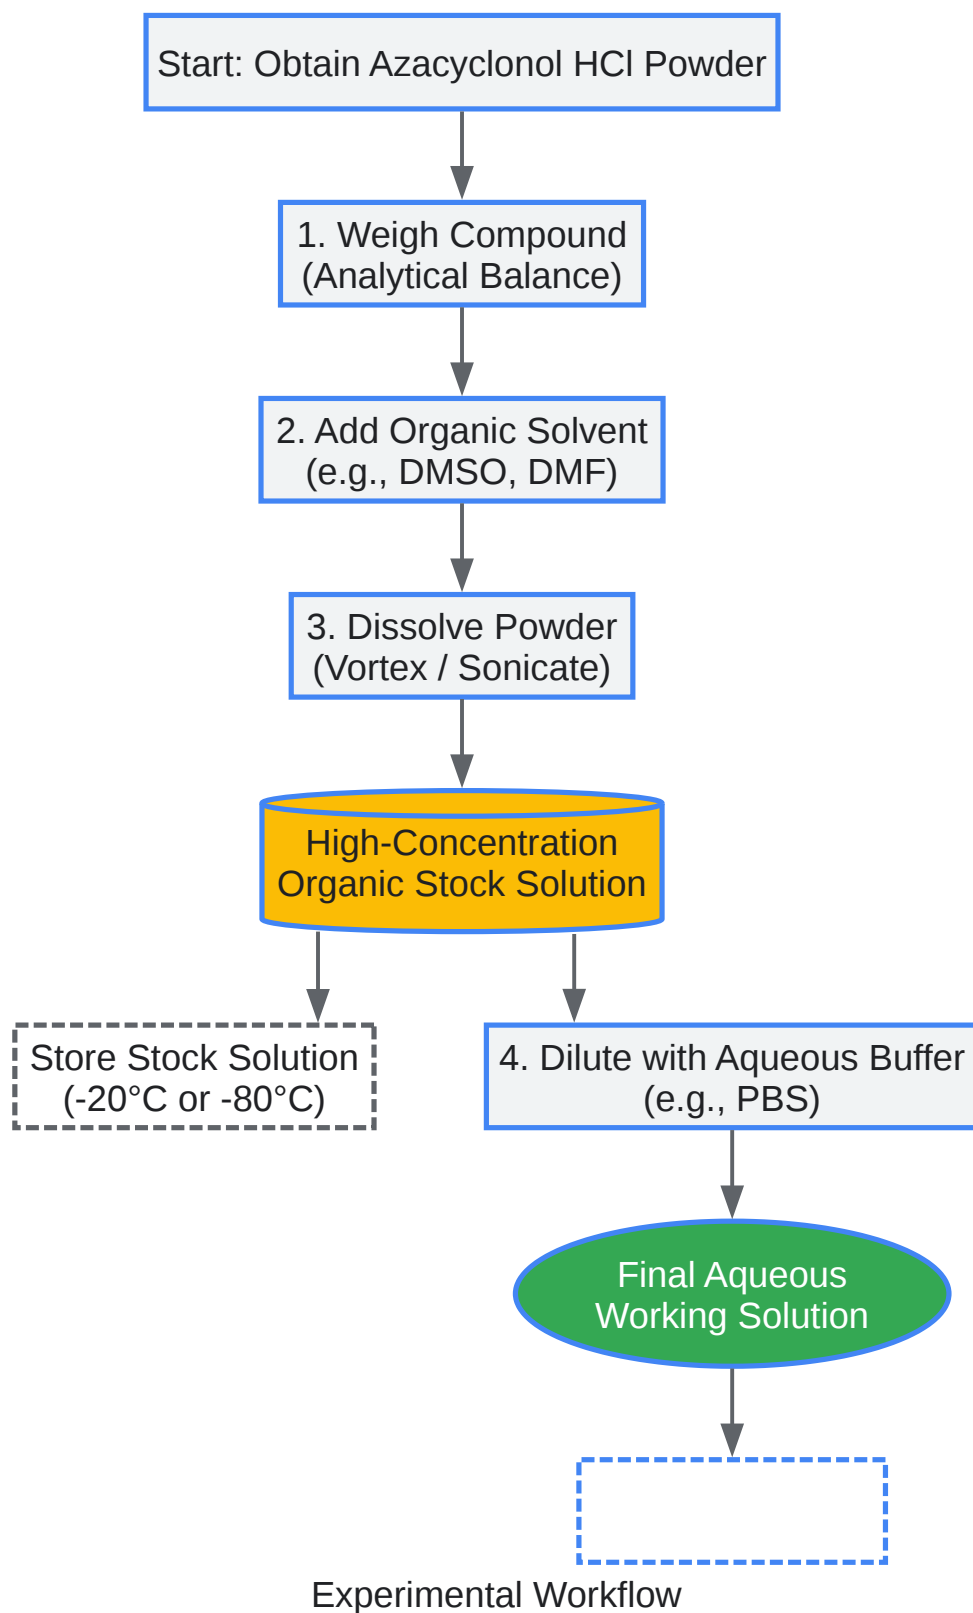 Start: Obtain Azacyclonol HCl Powder
1. Weigh Compound
(Analytical Balance)
2. Add Organic Solvent
(e.g., DMSO, DMF)
3. Dissolve Powder
(Vortex / Sonicate)
High-Concentration
Organic Stock Solution
Store Stock Solution
(-20°C or -80°C)
4. Dilute with Aqueous Buffer
(e.g., PBS)
Final Aqueous
Working Solution
Experimental Workflow